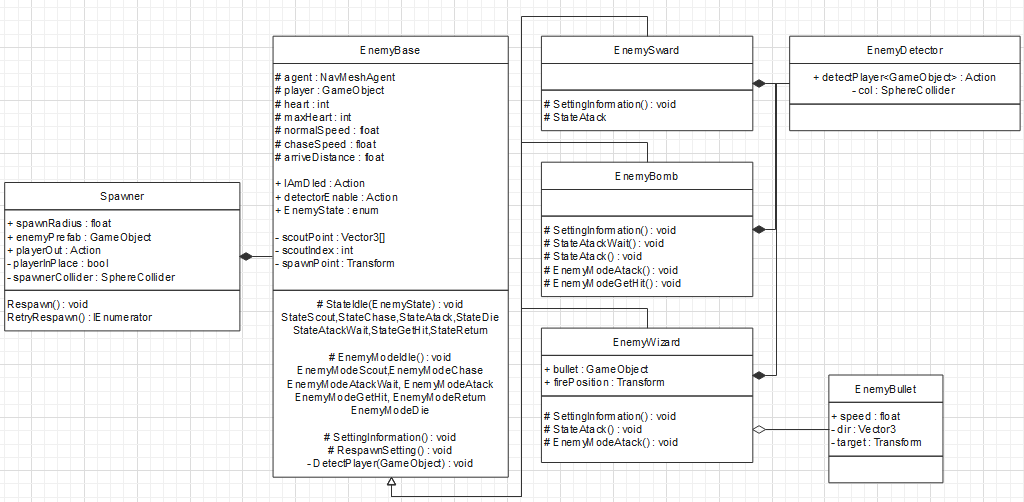 Spawner
+ spawnRadius : float
+ enemyPrefab : GameObject
+ playerOut : Action
- playerInPlace : bool
- spawnerCollider : SphereCollider
Respawn() : void
RetryRespawn() : IEnumerator
EnemyBase
# agent : NavMeshAgent
# player : GameObject
# heart : int
# maxHeart : int
# normalSpeed : float
# chaseSpeed : float
# arriveDistance : float
+ IAmDied : Action
+ detectorEnable : Action
+ EnemyState : enum
- scoutPoint : Vector3[]
- scoutIndex : int
- spawnPoint : Transform
# StateIdle(EnemyState) : void
StateScout,StateChase,StateAtack,StateDie
StateAtackWait,StateGetHit,StateReturn
# EnemyModeIdle() : void
EnemyModeScout,EnemyModeChase
EnemyModeAtackWait, EnemyModeAtack
EnemyModeGetHit, EnemyModeReturn
EnemyModeDie
# SettingInformation() : void
# RespawnSetting() : void
- DetectPlayer(GameObject) : void
EnemySward
# SettingInformation() : void
# StateAtack
EnemyBomb
# SettingInformation() : void
# StateAtackWait() : void
# StateAtack() : void
# EnemyModeAtack() : void
# EnemyModeGetHit() : void
EnemyWizard
+ bullet : GameObject
+ firePosition : Transform
# SettingInformation() : void
# StateAtack() : void
# EnemyModeAtack() : void
EnemyDetector
+ detectPlayer<GameObject> : Action
- col : SphereCollider
EnemyBullet
+ speed : float
- dir : Vector3
- target : Transform